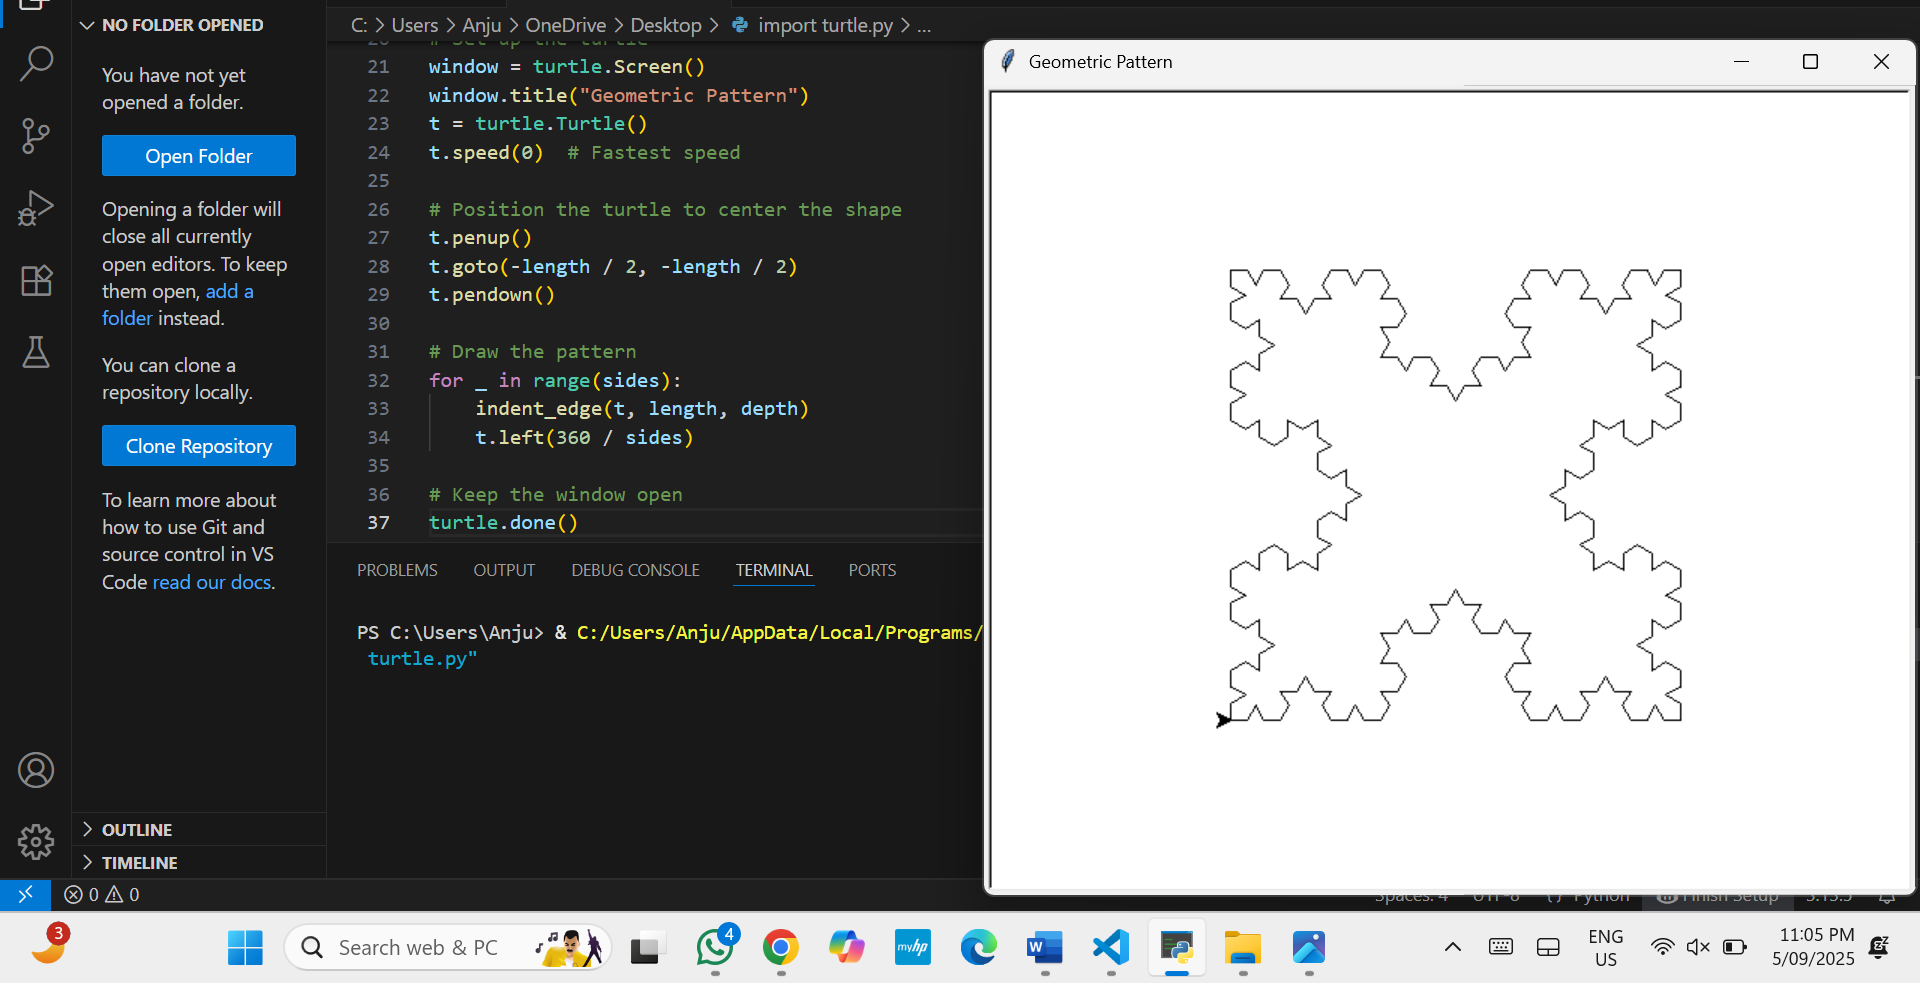 NO FOLDER OPENED
You have not yet
opened a folder.
Open Folder
Opening a folder will
close all currently
open editors. To keep
them open, add a
folder instead.
You can clone a
repository locally.
Clone Repository
To learn more about
how to use Git and
source control in VS
Code read our docs.
OUTLINE
TIMELINE
C: > Users > Anju > OneDrive > Desktop > import turtle.py > ...
20 # Set up the turtle
21 window = turtle.Screen()
22 window.title("Geometric Pattern")
23 t = turtle.Turtle()
24 t.speed(0)  # Fastest speed
25
26 # Position the turtle to center the shape
27 t.penup()
28 t.goto(-length / 2, -length / 2)
29 t.pendown()
30
31 # Draw the pattern
32 for _ in range(sides):
33     indent_edge(t, length, depth)
34     t.left(360 / sides)
35
36 # Keep the window open
37 turtle.done()
PROBLEMS OUTPUT DEBUG CONSOLE TERMINAL PORTS
PS C:\Users\Anju> & C:/Users/Anju/AppData/Local/Programs/
turtle.py"
Geometric Pattern
0 0
Spaces: 4 UTF-8 {} Python Finish Setup 3.13.5
3
Search web & PC
4
myhp
W
ENG
US
11:05 PM
5/09/2025